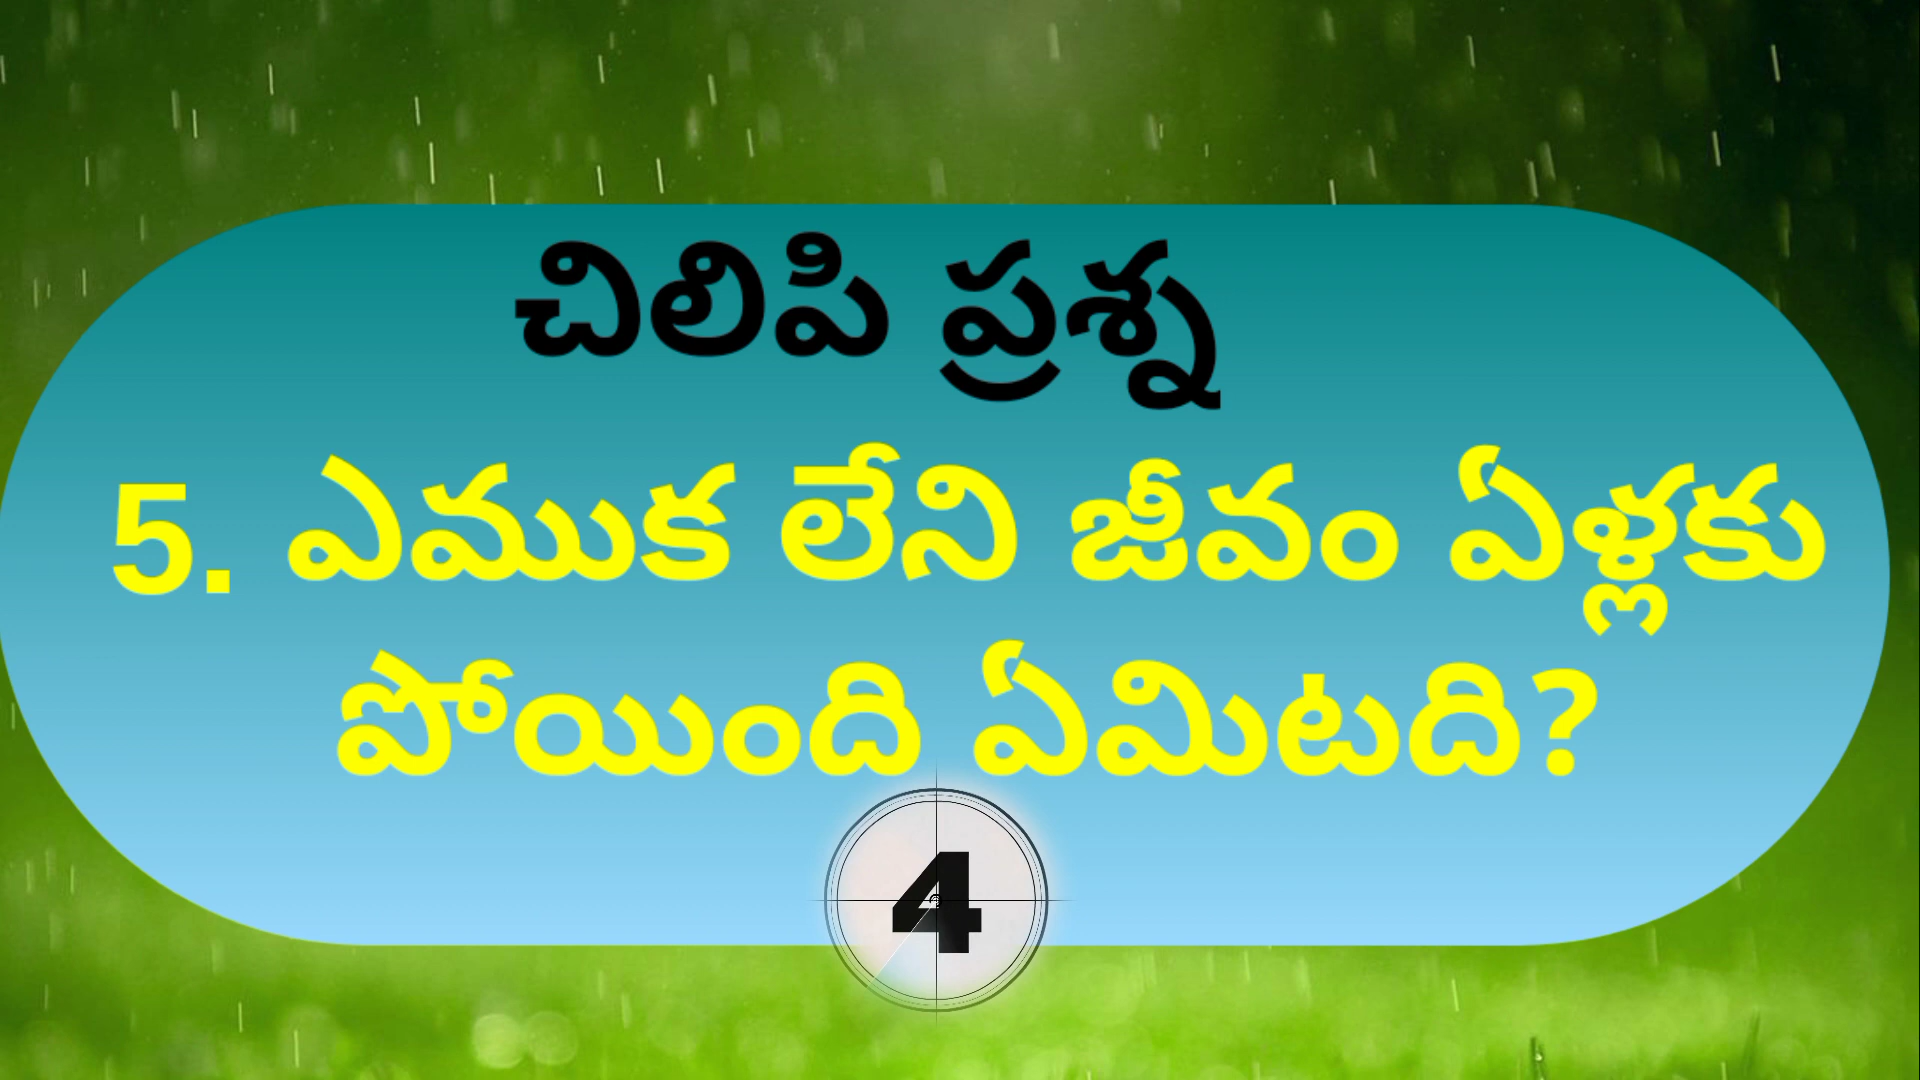 చిలిపి ప్రశ్న
5. ఎముక లేని జీవం ఏళ్లకు
పోయింది ఏమిటది?
4